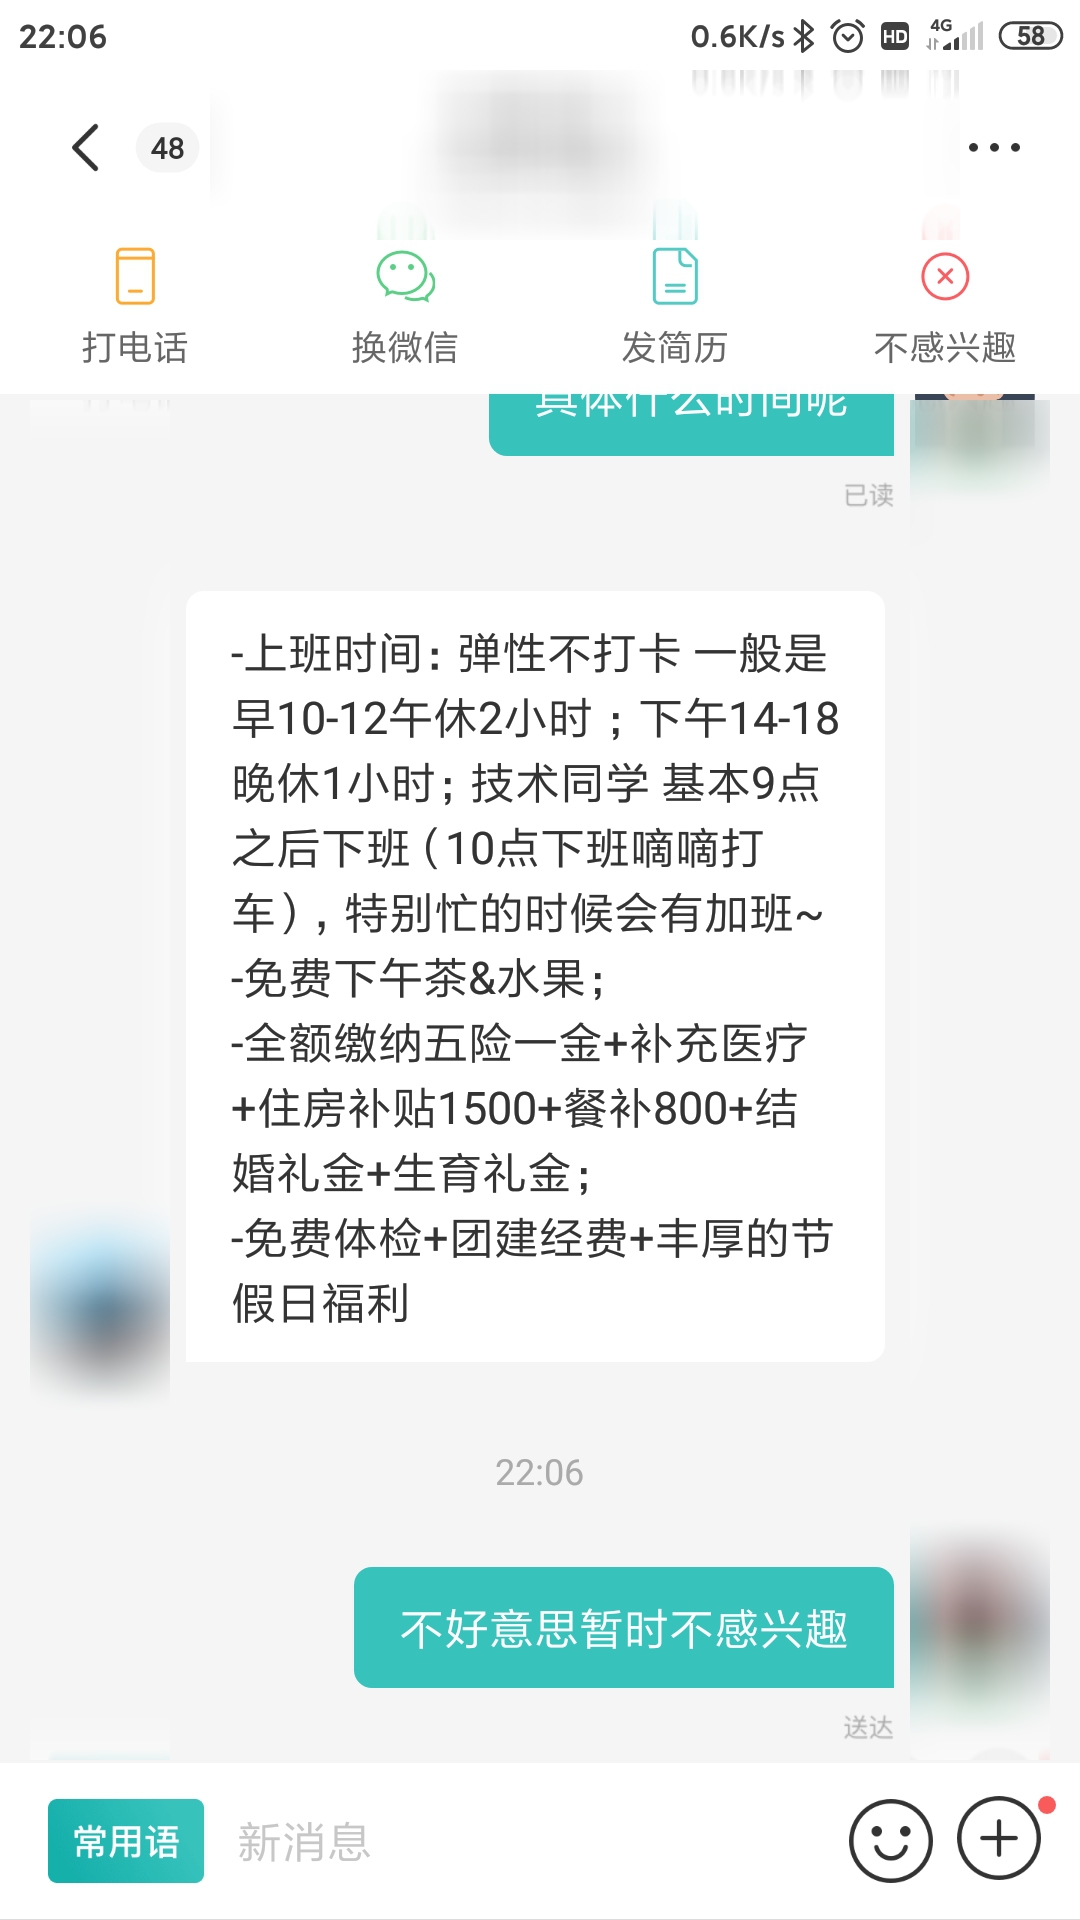 22:06
0.6K/s HD 4G 58
48
打电话 换微信 发简历 不感兴趣
具体什么时间呢
已读
-上班时间：弹性不打卡 一般是
早10-12午休2小时；下午14-18
晚休1小时；技术同学 基本9点
之后下班（10点下班嘀嘀打
车），特别忙的时候会有加班~
-免费下午茶&水果；
-全额缴纳五险一金+补充医疗
+住房补贴1500+餐补800+结
婚礼金+生育礼金；
-免费体检+团建经费+丰厚的节
假日福利
22:06
不好意思暂时不感兴趣
送达
常用语 新消息